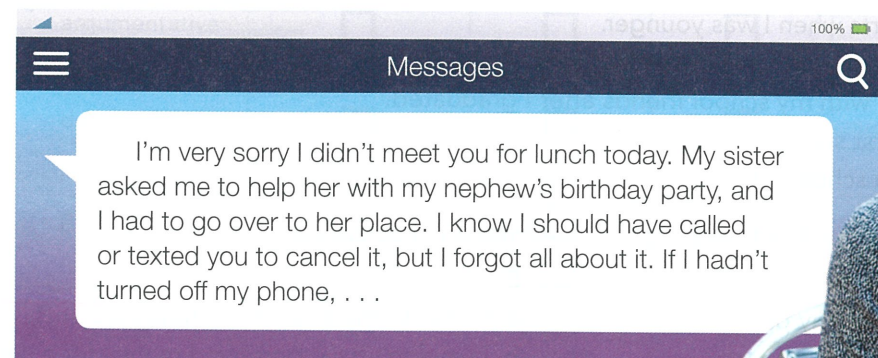 100%
Messages
I'm very sorry I didn't meet you for lunch today. My sister
asked me to help her with my nephew's birthday party, and
I had to go over to her place. I know I should have called
or texted you to cancel it, but I forgot all about it. If I hadn't
turned off my phone, . . .